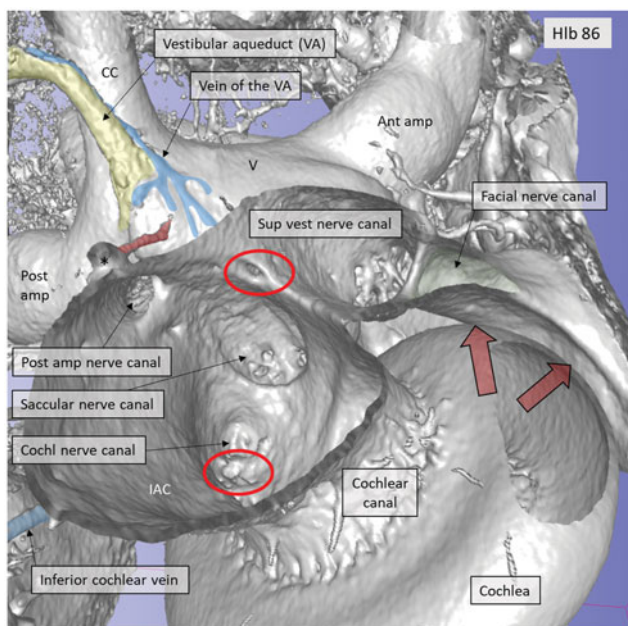 Hlb 86
Vestibular aqueduct (VA)
CC
Vein of the VA
Ant amp
V
Facial nerve canal
Sup vest nerve canal
*
Post
amp
Post amp nerve canal
Saccular nerve canal
Cochl nerve canal
IAC
Cochlear
canal
Inferior cochlear vein
Cochlea